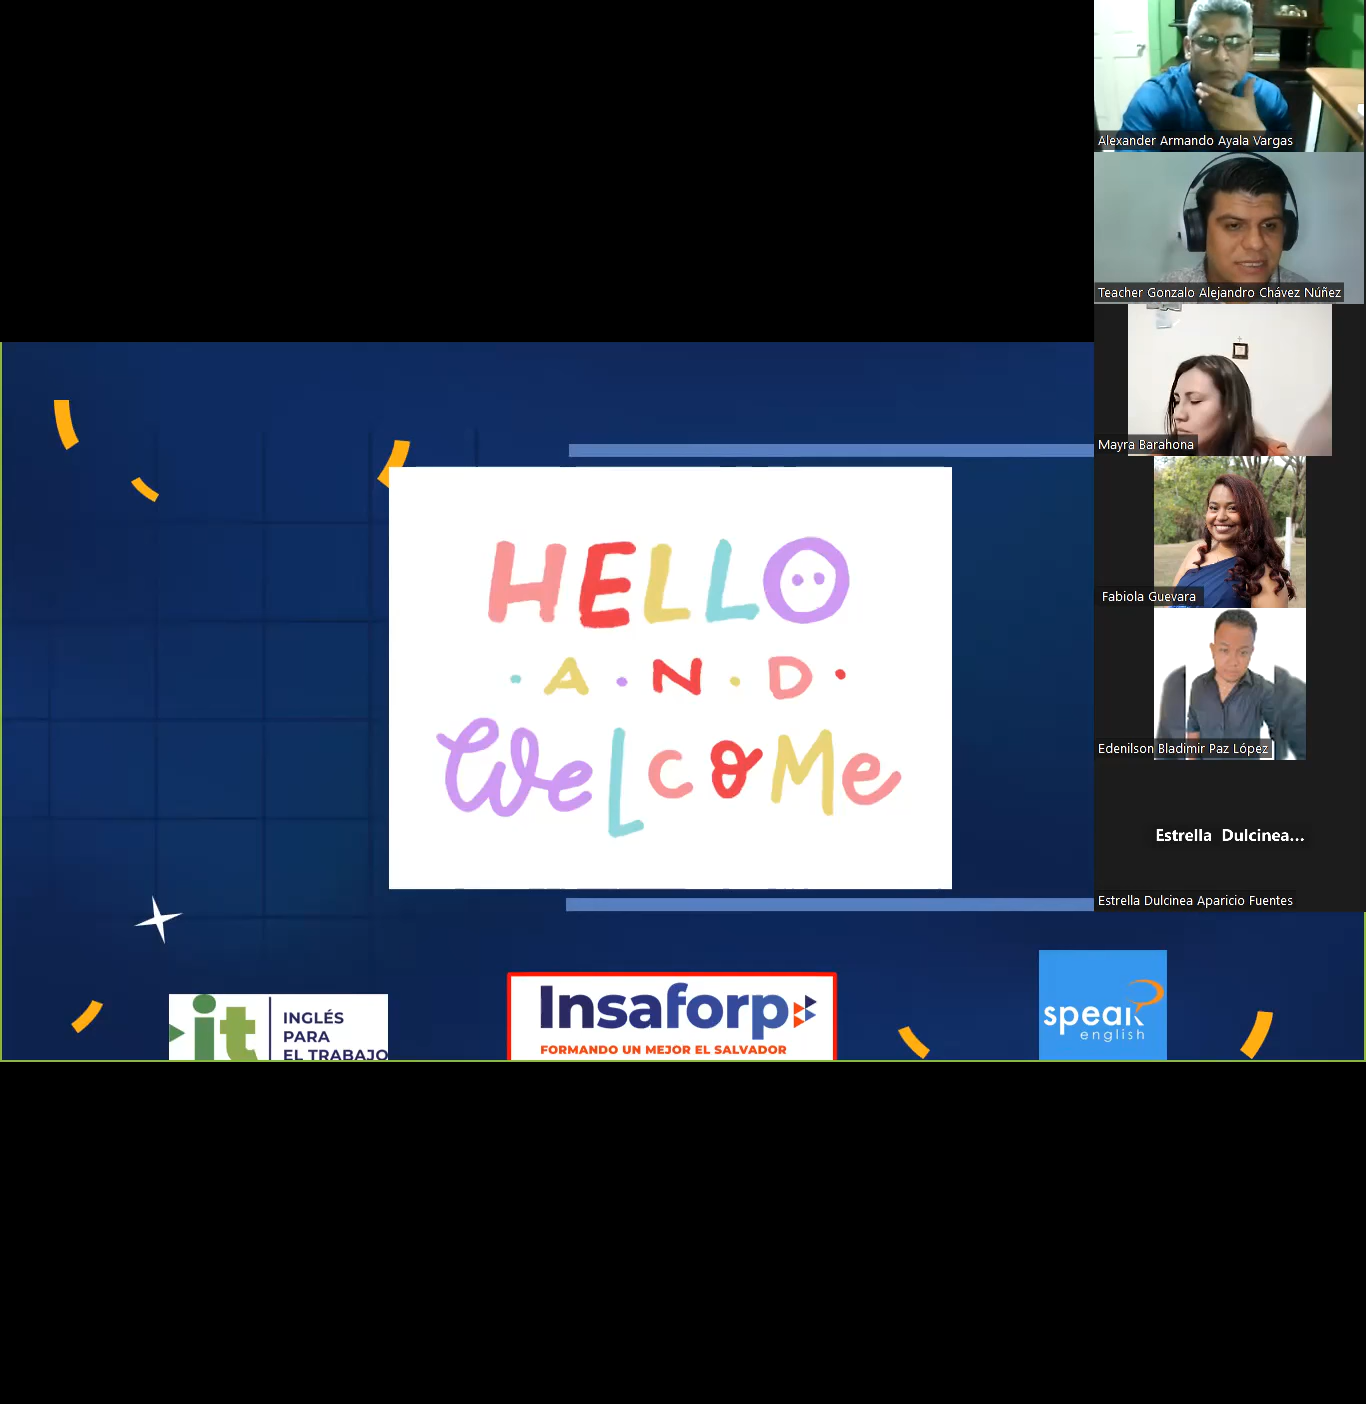 Alexander Armando Ayala Vargas
Teacher Gonzalo Alejandro Chávez Núñez
Mayra Barahona
Fabiola Guevara
Edenilson Bladimir Paz López
Estrella Dulcinea...
Estrella Dulcinea Aparicio Fuentes
HELLO
AND
WeLcOMe
it
INGLÉS
PARA
EL TRABAJO
Insaforp
FORMANDO UN MEJOR EL SALVADOR
speak
english